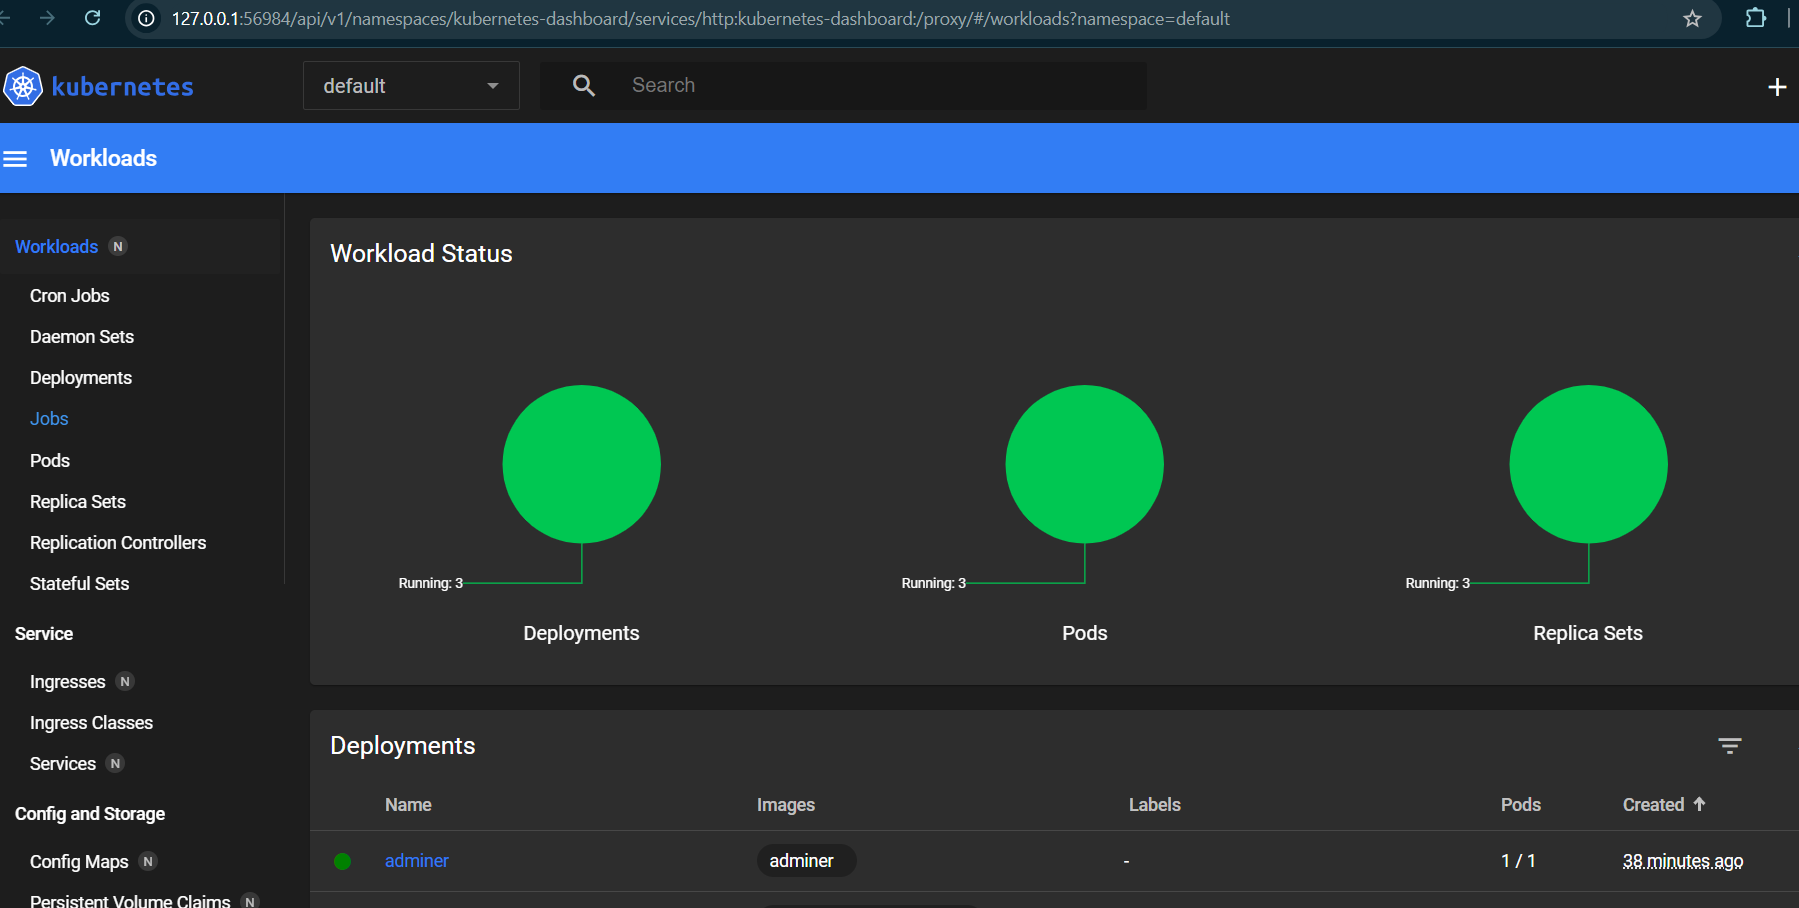 127.0.0.1:56984/api/v1/namespaces/kubernetes-dashboard/services/http:kubernetes-dashboard:/proxy/#/workloads?namespace=default
kubernetes
default
Search
Workloads
Workloads N
Cron Jobs
Daemon Sets
Deployments
Jobs
Pods
Replica Sets
Replication Controllers
Stateful Sets
Service
Ingresses N
Ingress Classes
Services N
Config and Storage
Config Maps N
Persistent Volume Claims N
Workload Status
Running: 3
Deployments
Running: 3
Pods
Running: 3
Replica Sets
Deployments
Name Images Labels Pods Created
adminer adminer - 1 / 1 38 minutes ago